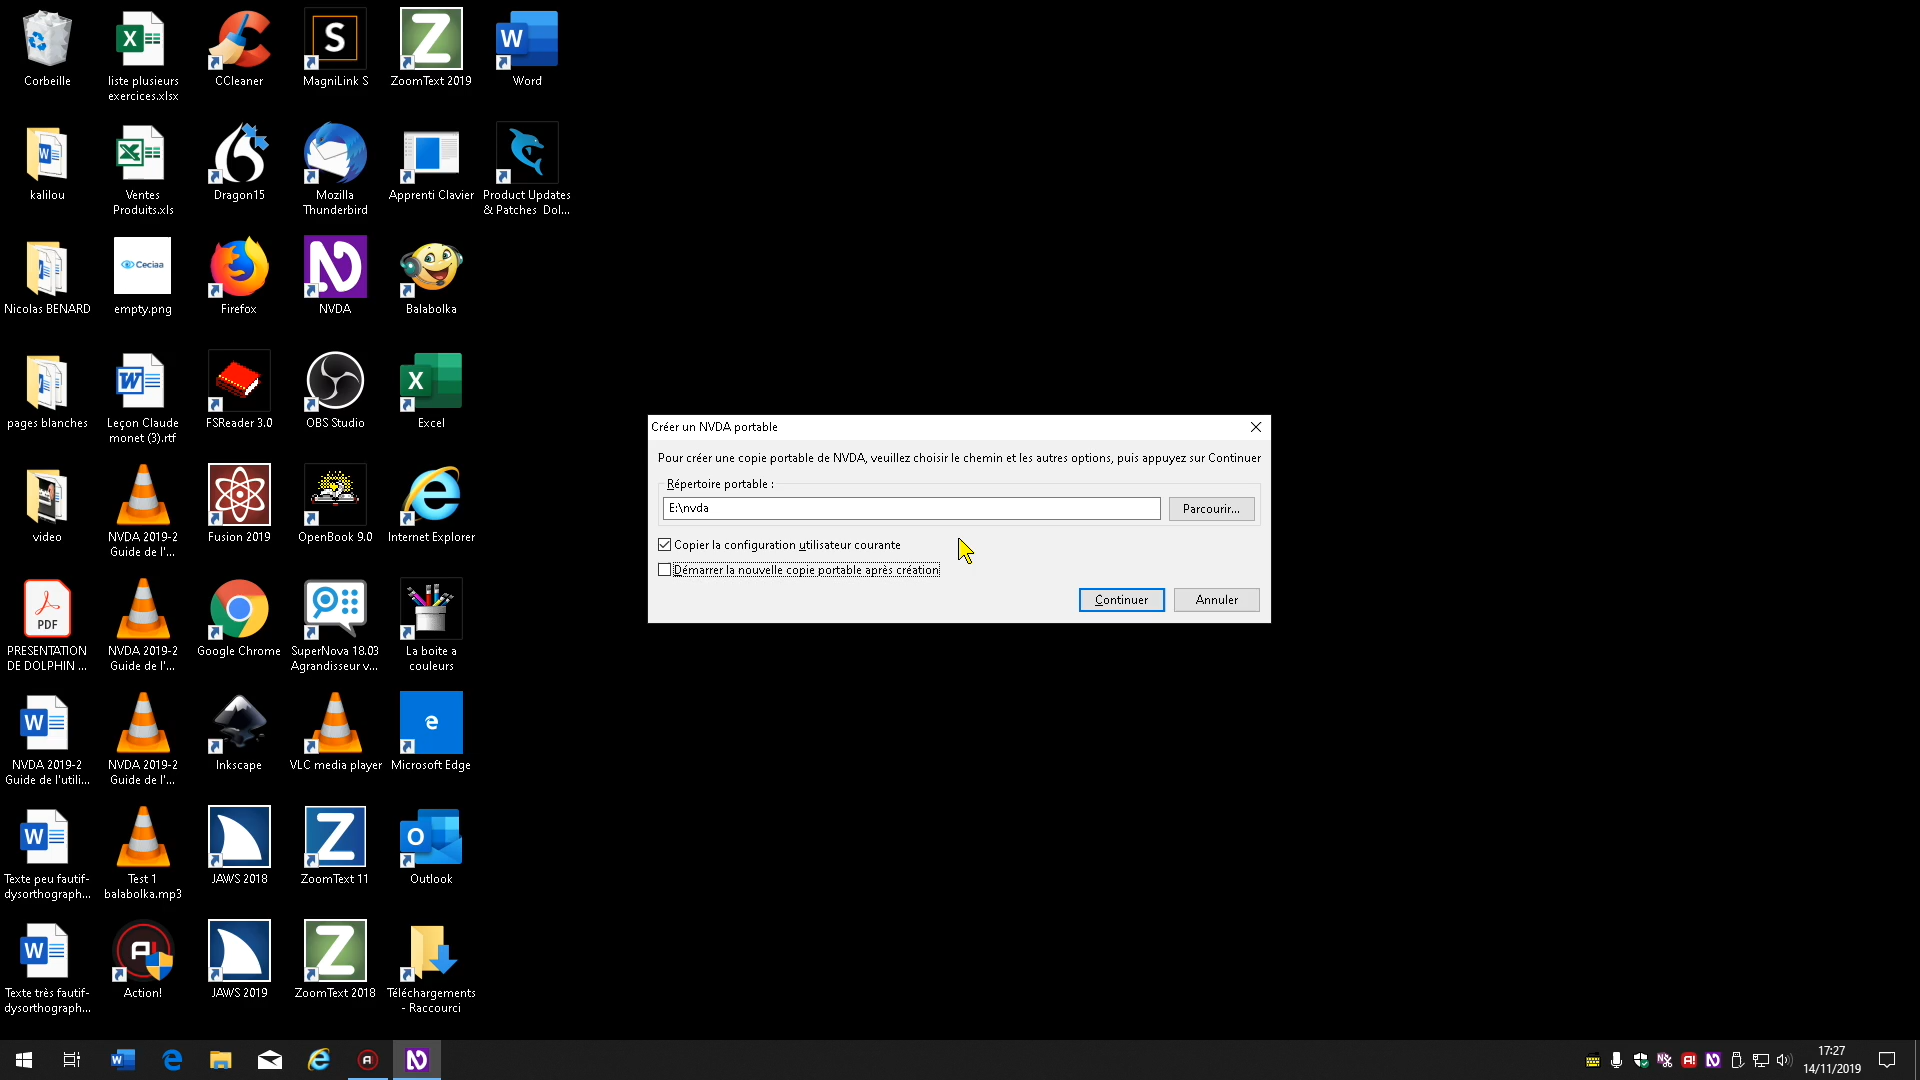 Corbeille
liste plusieurs
exercices.xlsx
CCleaner
MagniLink S
ZoomText 2019
Word
kalilou
Ventes
Produits.xls
Dragon15
Mozilla
Thunderbird
Apprenti Clavier
Product Updates
& Patches Dol...
Nicolas BENARD
Ceciaa
empty.png
Firefox
NVDA
Balabolka
pages blanches
Leçon Claude
monet (3).rtf
FSReader 3.0
OBS Studio
Excel
video
NVDA 2019-2
Guide de l'...
Fusion 2019
OpenBook 9.0
Internet Explorer
PDF
PRESENTATION
DE DOLPHIN ...
NVDA 2019-2
Guide de l'...
Google Chrome
SuperNova 18.03
Agrandisseur v...
La boite a
couleurs
NVDA 2019-2
Guide de l'utili...
NVDA 2019-2
Guide de l'...
Inkscape
VLC media player
Microsoft Edge
Texte peu fautif-
dysorthograph...
Test 1
balabolka.mp3
JAWS 2018
ZoomText 11
Outlook
Texte très fautif-
dysorthograph...
Action!
JAWS 2019
ZoomText 2018
Téléchargements
- Raccourci
Créer un NVDA portable
Pour créer une copie portable de NVDA, veuillez choisir le chemin et les autres options, puis appuyez sur Continuer
Répertoire portable :
E:\nvda
Parcourir...
Copier la configuration utilisateur courante
Démarrer la nouvelle copie portable après création
Continuer
Annuler
17:27
14/11/2019